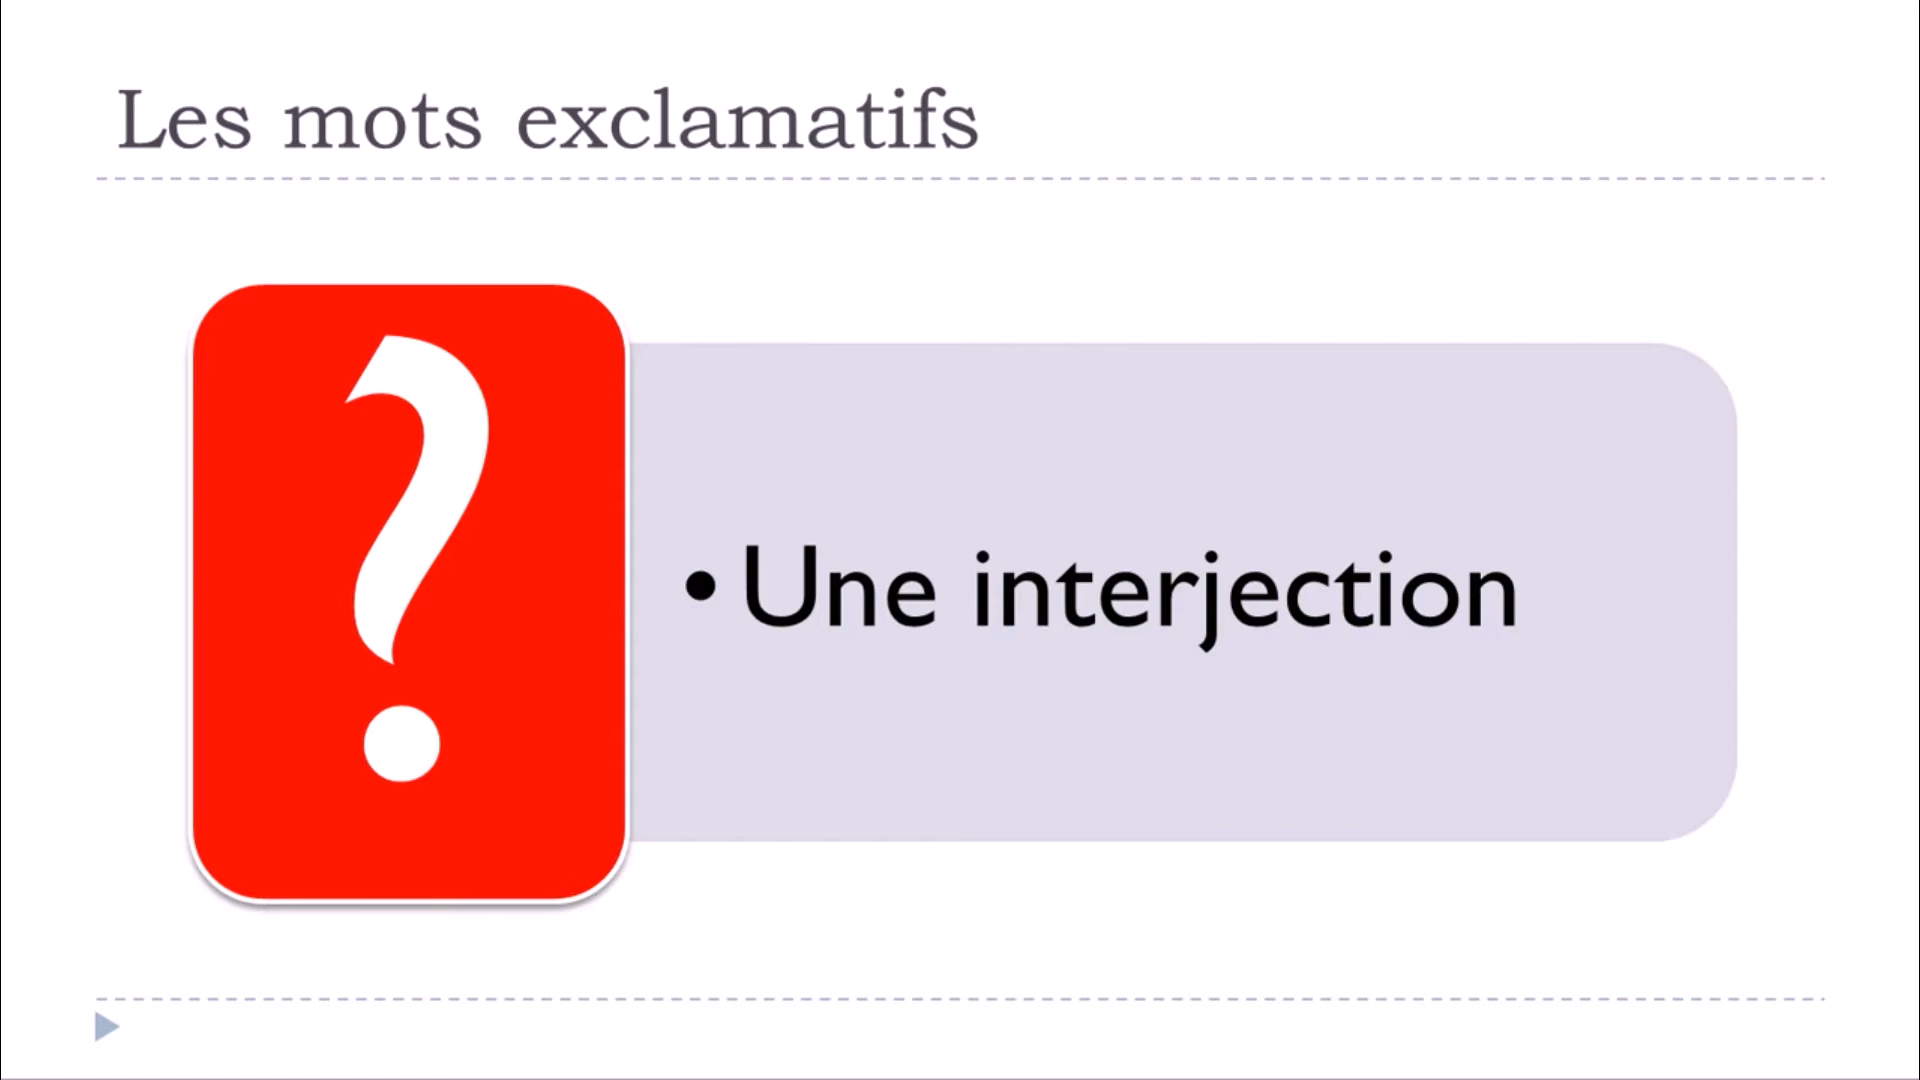 Les mots exclamatifs
?
• Une interjection